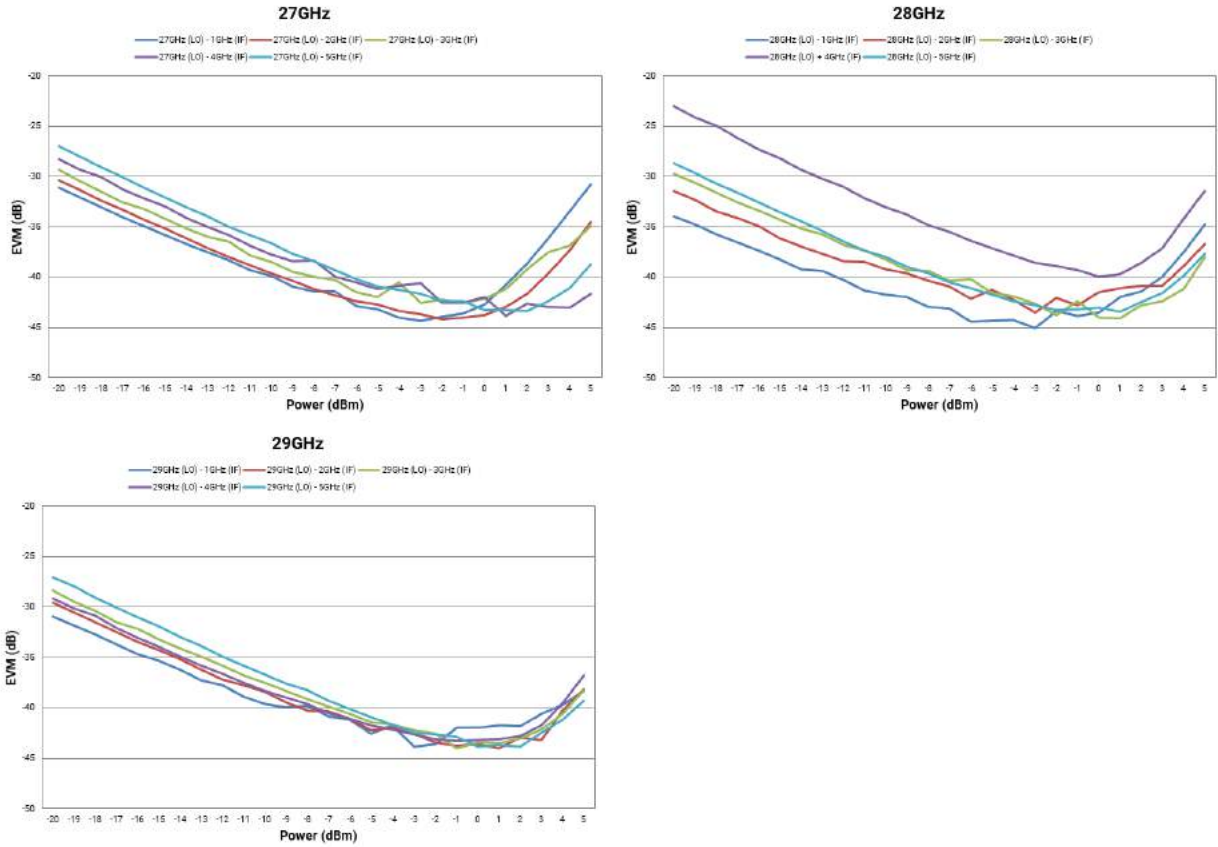 27GHz
27GHz (LO) - 1GHz (IF) 27GHz (LO) - 2GHz (IF) 27GHz (LO) - 3GHz (IF)
27GHz (LO) - 4GHz (IF) 27GHz (LO) - 5GHz (IF)
-20
-25
-30
-35
-40
-45
-50
EVM (dB)
-20 -19 -18 -17 -16 -15 -14 -13 -12 -11 -10 -9 -8 -7 -6 -5 -4 -3 -2 -1 0 1 2 3 4 5
Power (dBm)
28GHz
28GHz (LO) - 1GHz (IF) 28GHz (LO) - 2GHz (IF) 28GHz (LO) - 3GHz (IF)
28GHz (LO) + 4GHz (IF) 28GHz (LO) - 5GHz (IF)
-20
-25
-30
-35
-40
-45
-50
EVM (dB)
-20 -19 -18 -17 -16 -15 -14 -13 -12 -11 -10 -9 -8 -7 -6 -5 -4 -3 -2 -1 0 1 2 3 4 5
Power (dBm)
29GHz
29GHz (LO) - 1GHz (IF) 29GHz (LO) - 2GHz (IF) 29GHz (LO) - 3GHz (IF)
29GHz (LO) - 4GHz (IF) 29GHz (LO) - 5GHz (IF)
-20
-25
-30
-35
-40
-45
-50
EVM (dB)
-20 -19 -18 -17 -16 -15 -14 -13 -12 -11 -10 -9 -8 -7 -6 -5 -4 -3 -2 -1 0 1 2 3 4 5
Power (dBm)